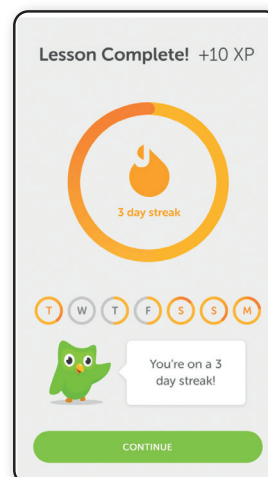 Lesson Complete! +10 XP
3 day streak
T W T F S S M
You're on a 3
day streak!
CONTINUE